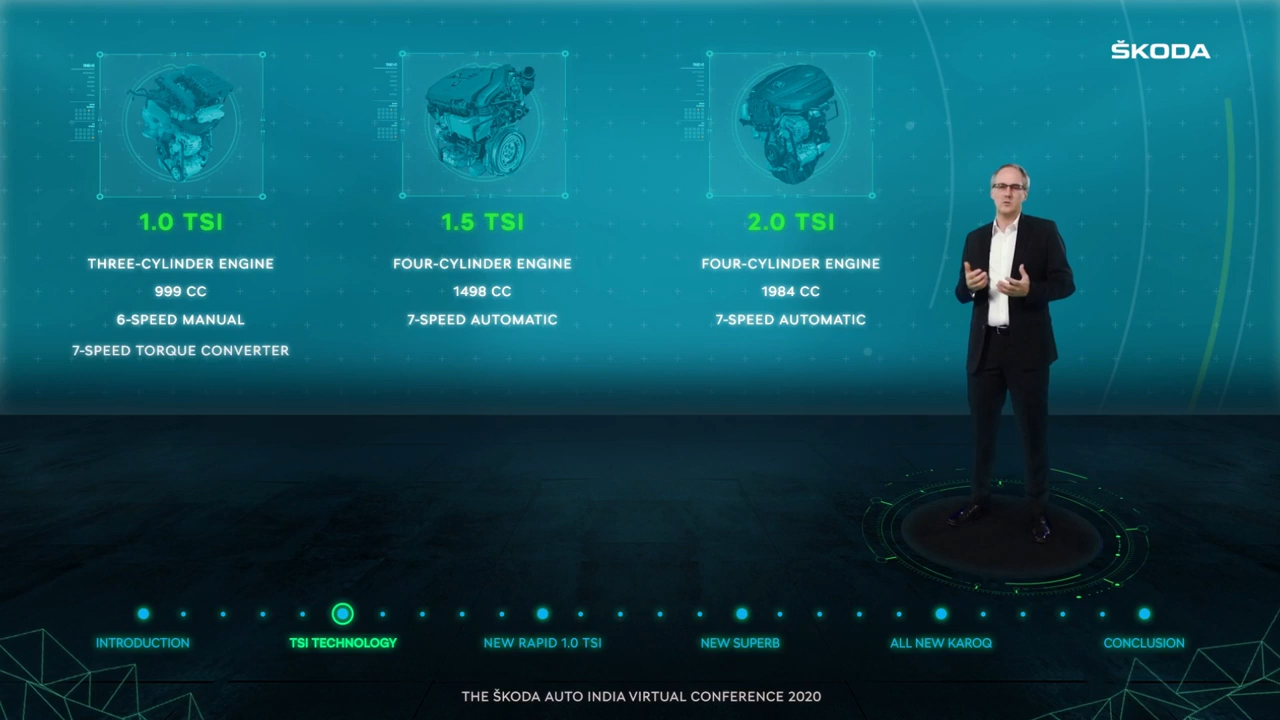 ŠKODA
1.0 TSI
THREE-CYLINDER ENGINE
999 CC
6-SPEED MANUAL
7-SPEED TORQUE CONVERTER
1.5 TSI
FOUR-CYLINDER ENGINE
1498 CC
7-SPEED AUTOMATIC
2.0 TSI
FOUR-CYLINDER ENGINE
1984 CC
7-SPEED AUTOMATIC
INTRODUCTION
TSI TECHNOLOGY
NEW RAPID 1.0 TSI
NEW SUPERB
ALL NEW KAROQ
CONCLUSION
THE ŠKODA AUTO INDIA VIRTUAL CONFERENCE 2020